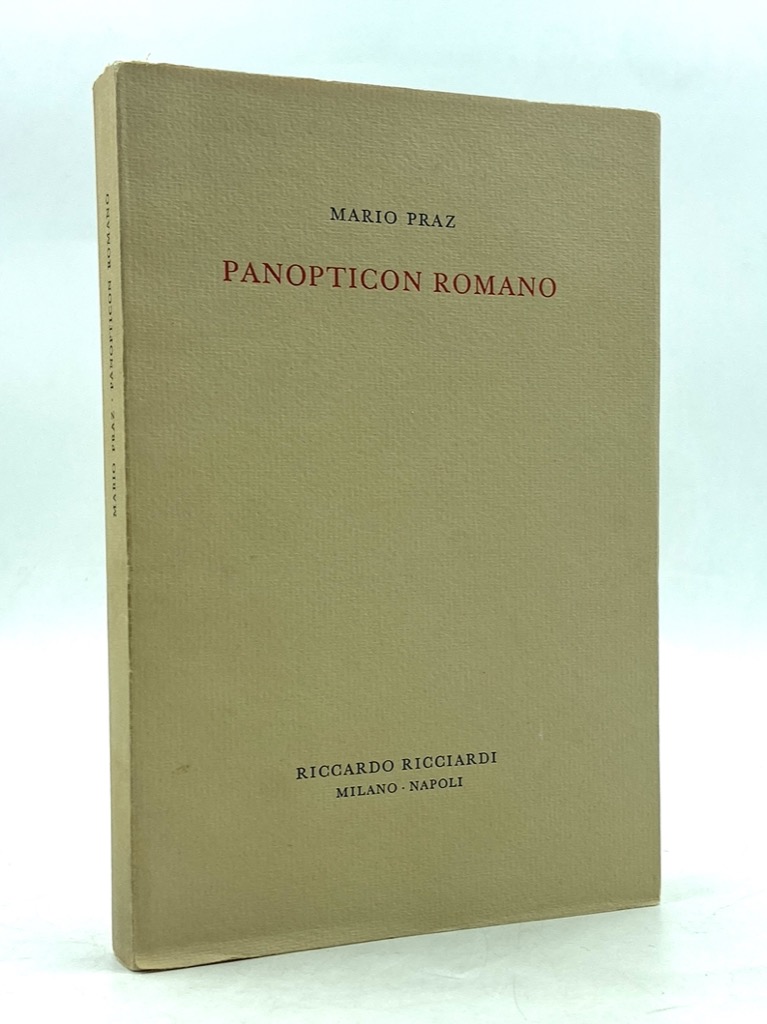 MARIO PRAZ
PANOPTICON ROMANO
RICCARDO RICCIARDI
MILANO · NAPOLI
MARIO PRAZ · PANOPTICON ROMANO